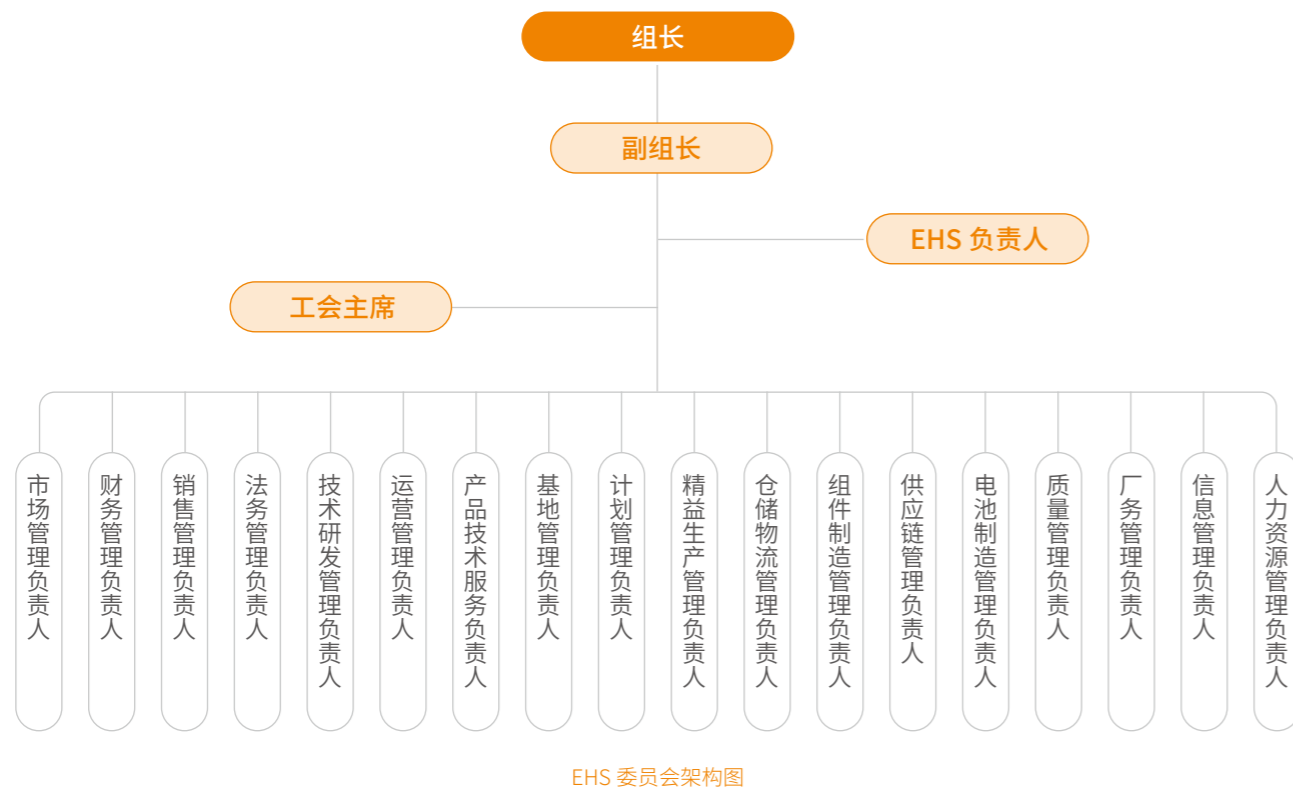 组长
副组长
EHS 负责人
工会主席
市场管理负责人
财务管理负责人
销售管理负责人
法务管理负责人
技术研发管理负责人
运营管理负责人
产品技术服务负责人
基地管理负责人
计划管理负责人
精益生产管理负责人
仓储物流管理负责人
组件制造管理负责人
供应链管理负责人
电池制造管理负责人
质量管理负责人
厂务管理负责人
信息管理负责人
人力资源管理负责人
EHS 委员会架构图